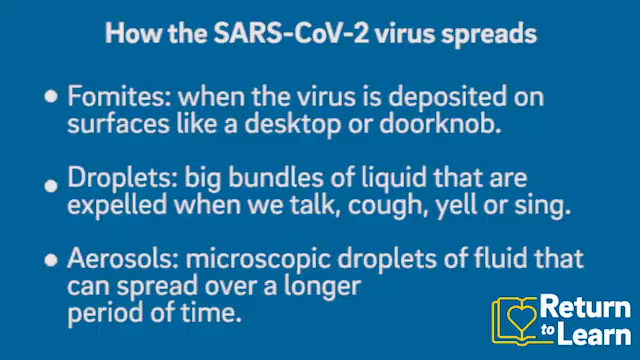 How the SARS-CoV-2 virus spreads
• Fomites: when the virus is deposited on
surfaces like a desktop or doorknob.
• Droplets: big bundles of liquid that are
expelled when we talk, cough, yell or sing.
• Aerosols: microscopic droplets of fluid that
can spread over a longer
period of time.
Return
to Learn